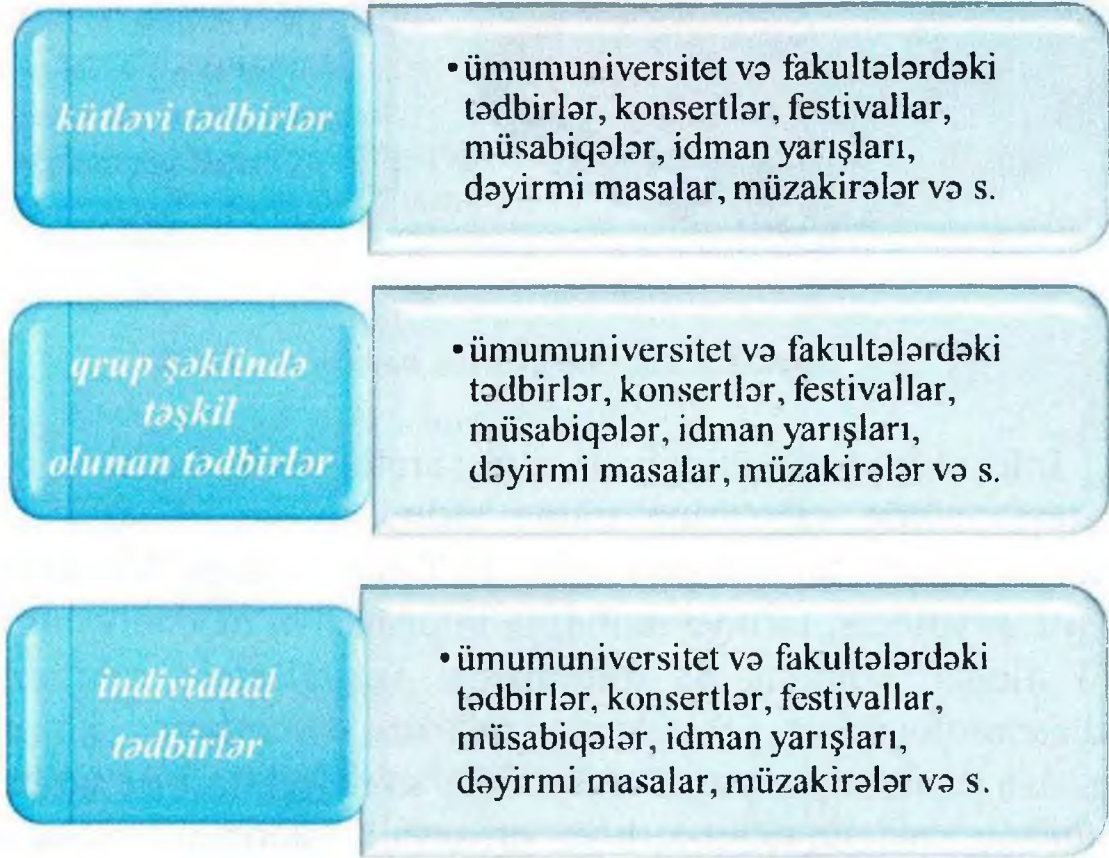 kütləvi tədbirlər
•ümumuniversitet və fakultələrdəki
tədbirlər, konsertlər, festivallar,
müsabiqələr, idman yarışları,
dəyirmi masalar, müzakirələr və s.
qrup şəklində
təşkil
olunan tədbirlər
•ümumuniversitet və fakultələrdəki
tədbirlər, konsertlər, festivallar,
müsabiqələr, idman yarışları,
dəyirmi masalar, müzakirələr və s.
individual
tədbirlər
•ümumuniversitet və fakultələrdəki
tədbirlər, konsertlər, festivallar,
müsabiqələr, idman yarışları,
dəyirmi masalar, müzakirələr və s.